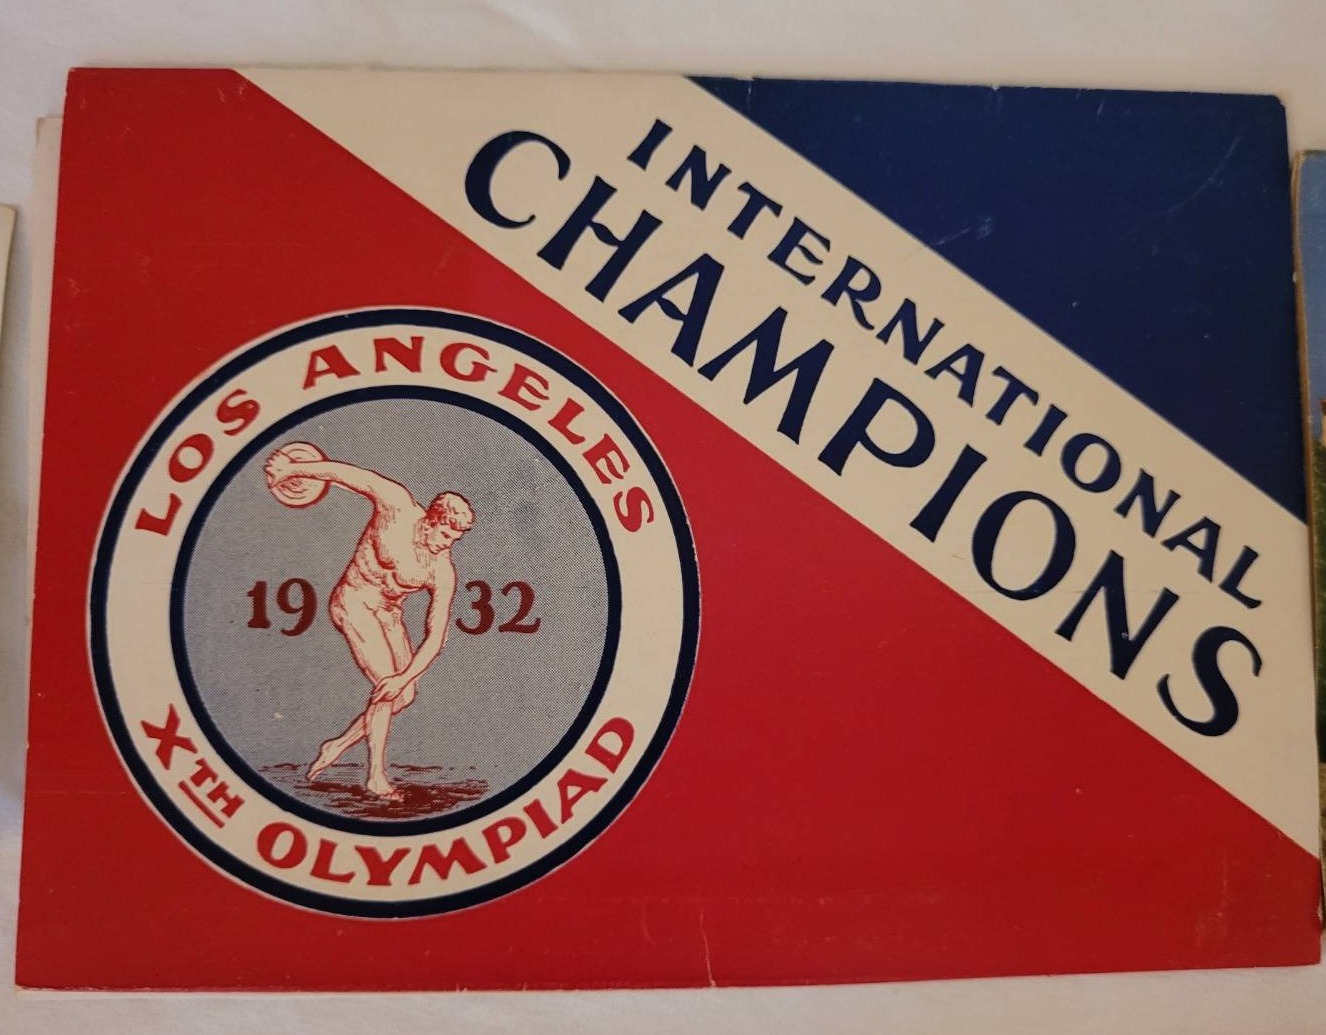 INTERNATIONAL
CHAMPIONS
LOS ANGELES
1932
XTH OLYMPIAD